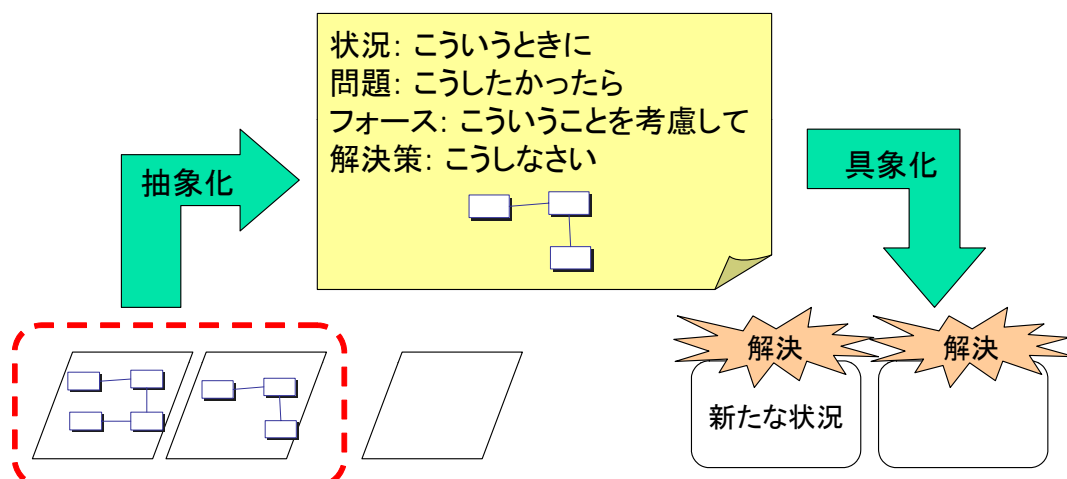 状況: こういうときに
問題: こうしたかったら
フォース: こういうことを考慮して
解決策: こうしなさい
抽象化
具象化
解決
解決
新たな状況